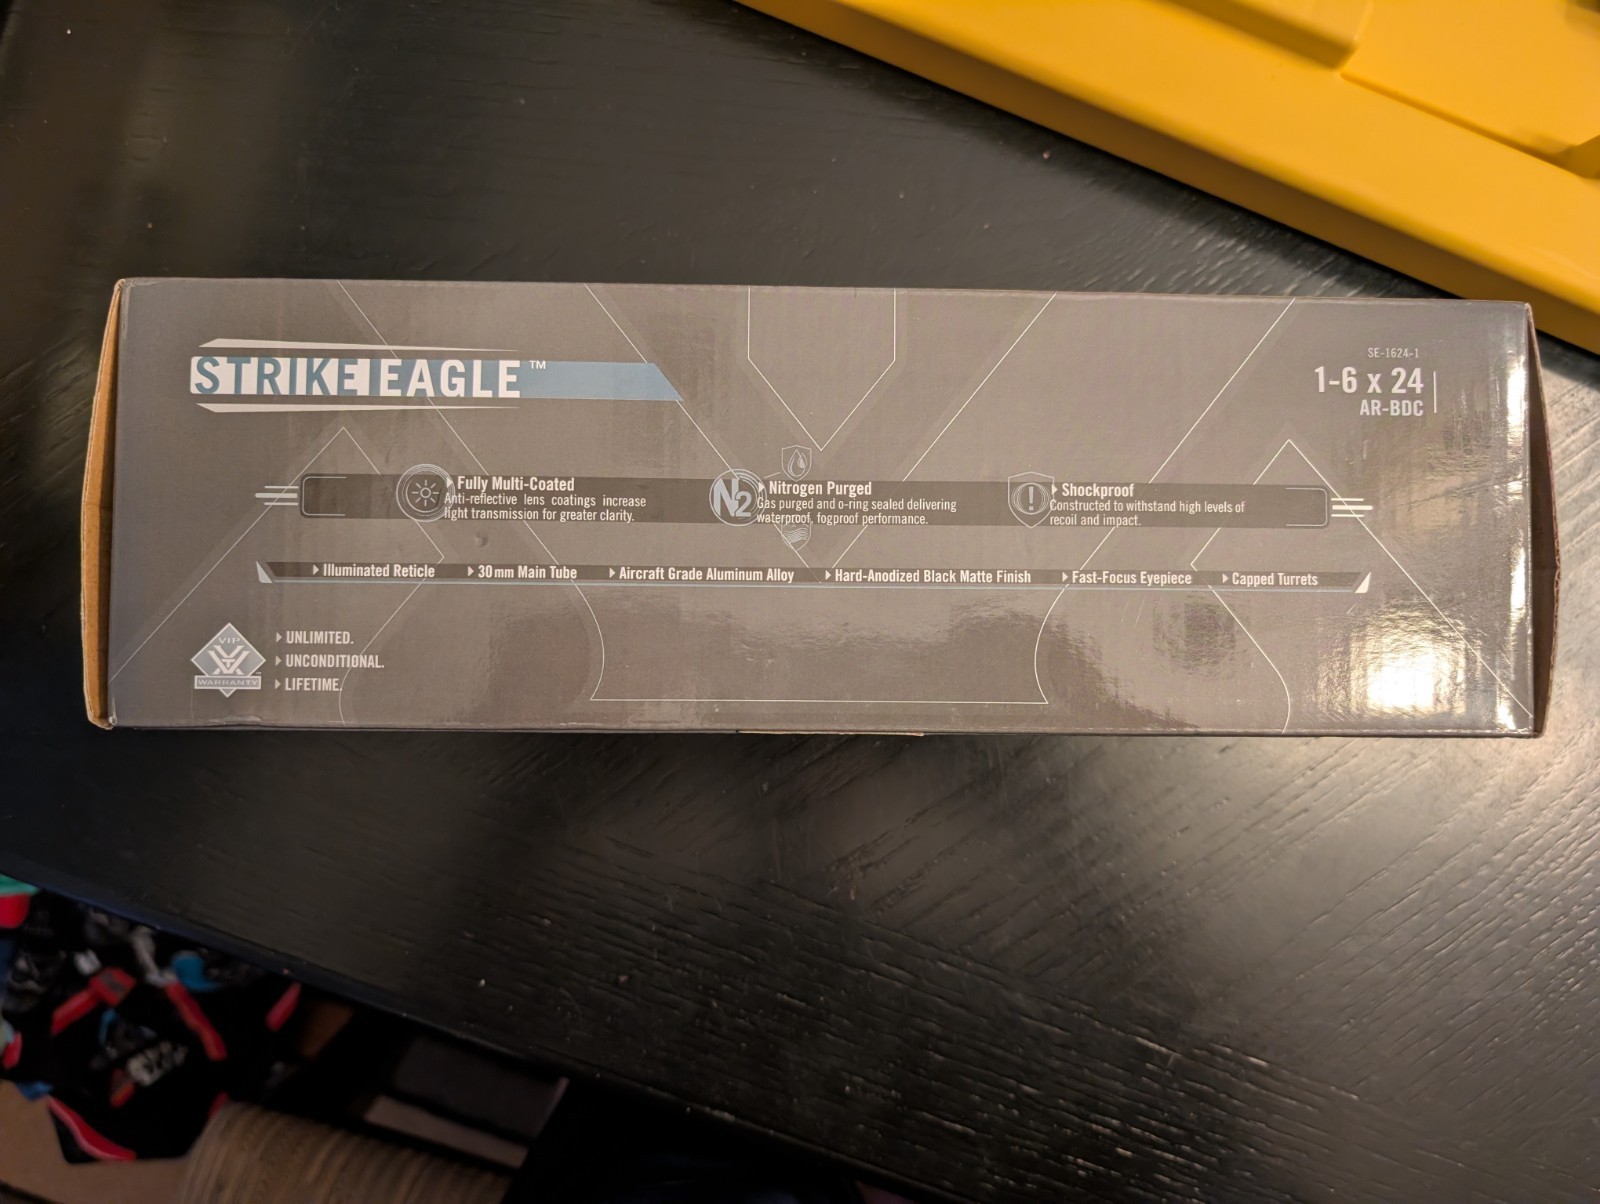 STRIKE EAGLE™
SE-1624-1
1-6 x 24
AR-BDC
Fully Multi-Coated
Anti-reflective lens coatings increase
light transmission for greater clarity.
N2
Nitrogen Purged
Gas purged and o-ring sealed delivering
waterproof, fogproof performance.
Shockproof
Constructed to withstand high levels of
recoil and impact.
Illuminated Reticle
30mm Main Tube
Aircraft Grade Aluminum Alloy
Hard-Anodized Black Matte Finish
Fast-Focus Eyepiece
Capped Turrets
VIP
WARRANTY
UNLIMITED.
UNCONDITIONAL.
LIFETIME.